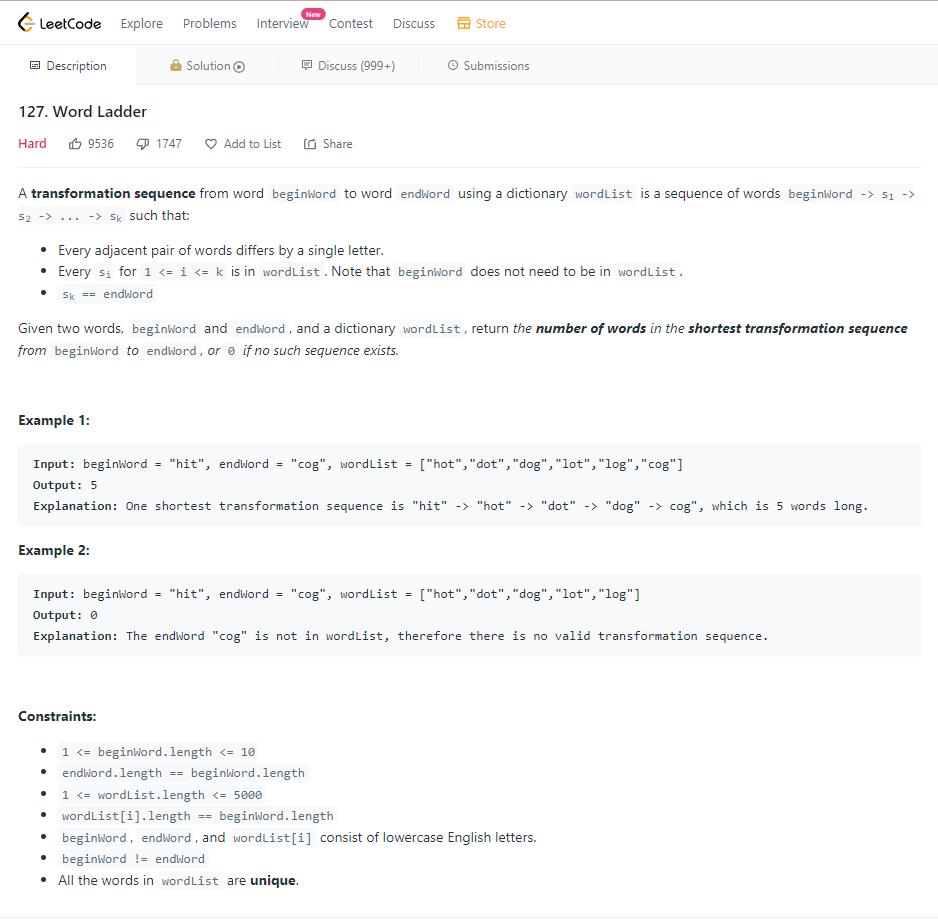 LeetCode Explore Problems Interview New Contest Discuss Store
Description Solution Discuss (999+) Submissions
127. Word Ladder
Hard 9536 1747 Add to List Share
A transformation sequence from word beginWord to word endWord using a dictionary wordList is a sequence of words beginWord -> s1 ->
s2 -> ... -> sk such that:
• Every adjacent pair of words differs by a single letter.
• Every si for 1 <= i <= k is in wordList. Note that beginWord does not need to be in wordList.
• sk == endWord
Given two words, beginWord and endWord, and a dictionary wordList, return the number of words in the shortest transformation sequence
from beginWord to endWord, or 0 if no such sequence exists.
Example 1:
Input: beginWord = "hit", endWord = "cog", wordList = ["hot","dot","dog","lot","log","cog"]
Output: 5
Explanation: One shortest transformation sequence is "hit" -> "hot" -> "dot" -> "dog" -> cog", which is 5 words long.
Example 2:
Input: beginWord = "hit", endWord = "cog", wordList = ["hot","dot","dog","lot","log"]
Output: 0
Explanation: The endWord "cog" is not in wordList, therefore there is no valid transformation sequence.
Constraints:
• 1 <= beginWord.length <= 10
• endWord.length == beginWord.length
• 1 <= wordList.length <= 5000
• wordList[i].length == beginWord.length
• beginWord, endWord, and wordList[i] consist of lowercase English letters.
• beginWord != endWord
• All the words in wordList are unique.